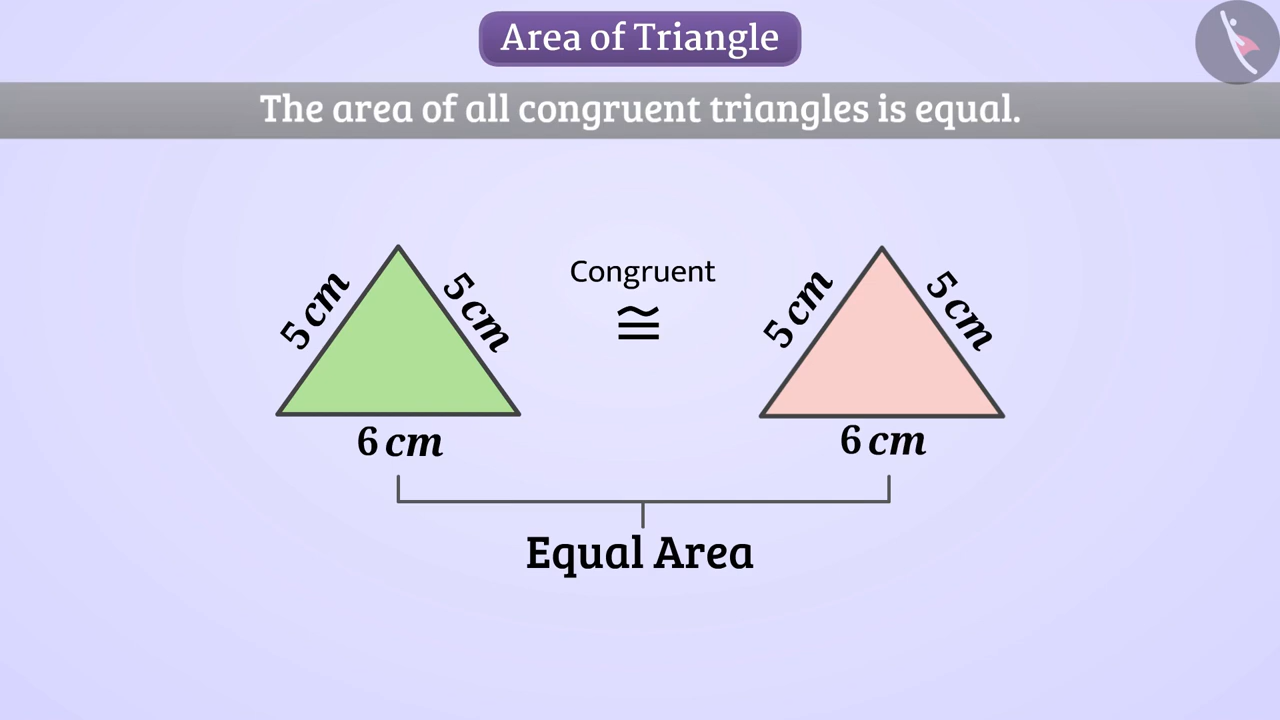 Area of Triangle
The area of all congruent triangles is equal.
5 cm
5 cm
6 cm
Congruent
≅
5 cm
5 cm
6 cm
Equal Area